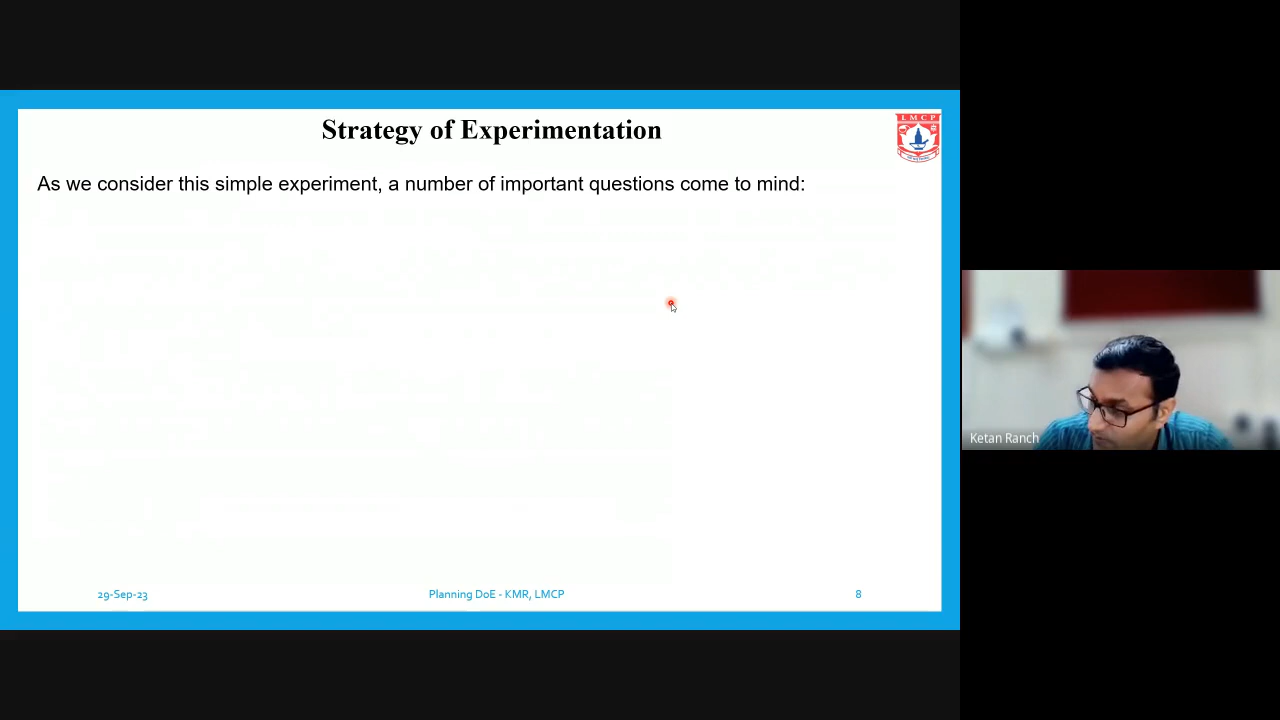 Strategy of Experimentation
LMCP
As we consider this simple experiment, a number of important questions come to mind:
Ketan Ranch
29-Sep-23
Planning DoE - KMR, LMCP
8